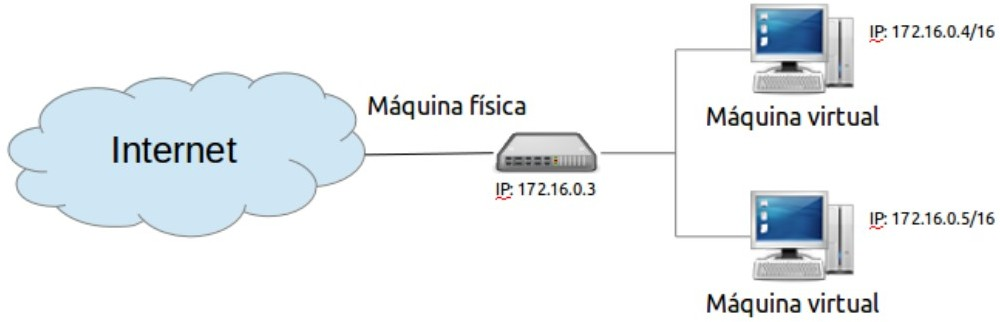 Internet
Máquina física
IP: 172.16.0.3
IP: 172.16.0.4/16
Máquina virtual
IP: 172.16.0.5/16
Máquina virtual